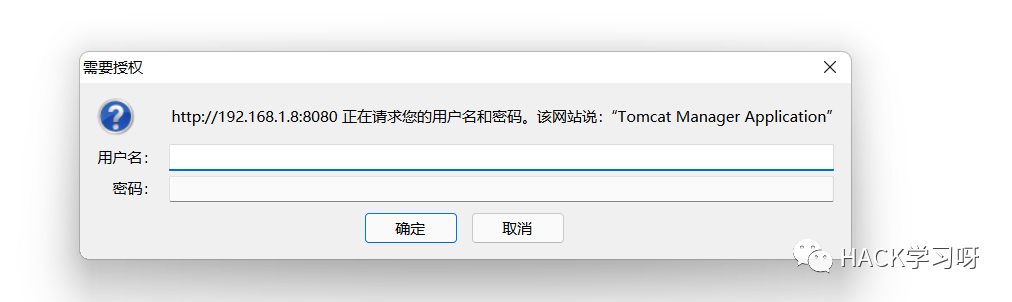 需要授权
http://192.168.1.8:8080 正在请求您的用户名和密码。该网站说：“Tomcat Manager Application”
用户名：
密码：
确定 取消
HACK学习呀